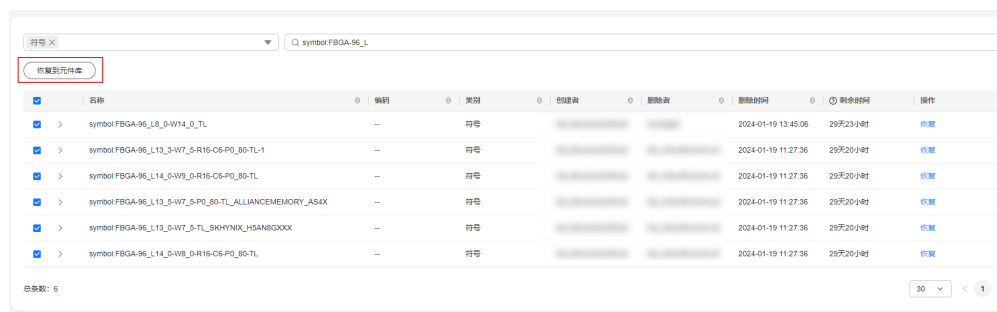 符号 × symbol:FBGA-96_L
恢复到元件库
名称 编码 类别 创建者 删除者 删除时间 剩余时间 操作
symbol:FBGA-96_L8_0-W14_0_TL -- 符号 2024-01-19 13:45:06 29天23小时 恢复
symbol:FBGA-96_L13_3-W7_5-R16-C6-P0_80-TL-1 -- 符号 2024-01-19 11:27:36 29天20小时 恢复
symbol:FBGA-96_L14_0-W9_0-R16-C6-P0_80-TL -- 符号 2024-01-19 11:27:36 29天20小时 恢复
symbol:FBGA-96_L13_5-W7_5-P0_80-TL_ALLIANCEMEMORY_AS4X -- 符号 2024-01-19 11:27:36 29天20小时 恢复
symbol:FBGA-96_L13_0-W7_5-TL_SKHYNIX_H5AN8GXXX -- 符号 2024-01-19 11:27:36 29天20小时 恢复
symbol:FBGA-96_L14_0-W8_0-R16-C6-P0_80-TL -- 符号 2024-01-19 11:27:36 29天20小时 恢复
总条数: 6 30 < 1